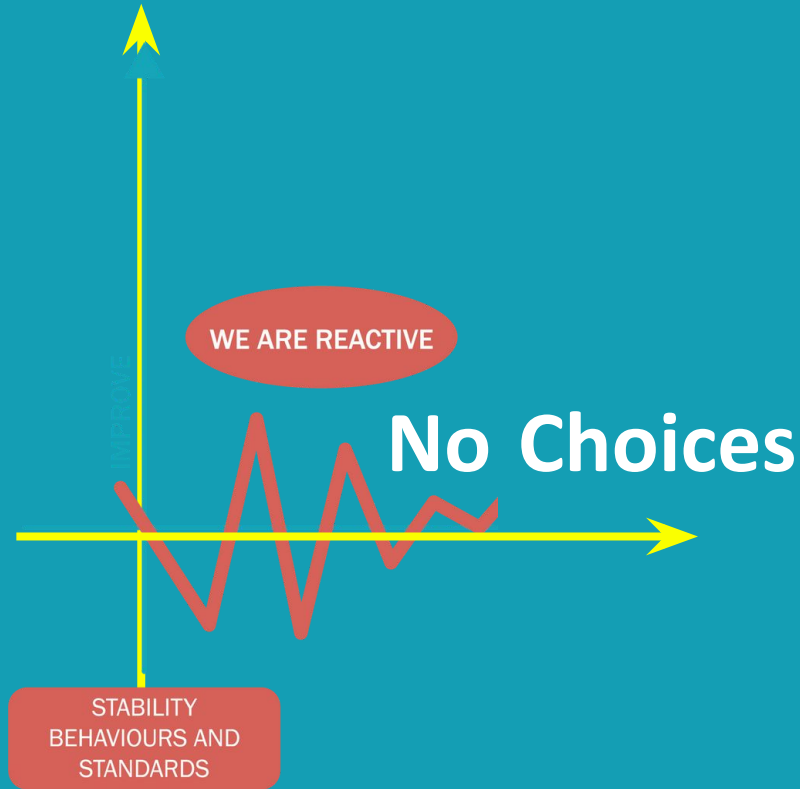 WE ARE REACTIVE
IMPROVE
No Choices
STABILITY
BEHAVIOURS AND
STANDARDS